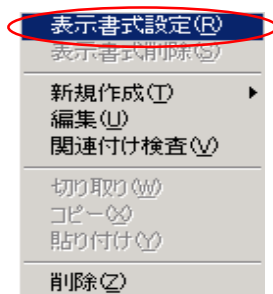 表示書式設定(R)
表示書式削除(S)
新規作成(T)
編集(U)
関連付け検査(V)
切り取り(W)
コピー(X)
貼り付け(Y)
削除(Z)